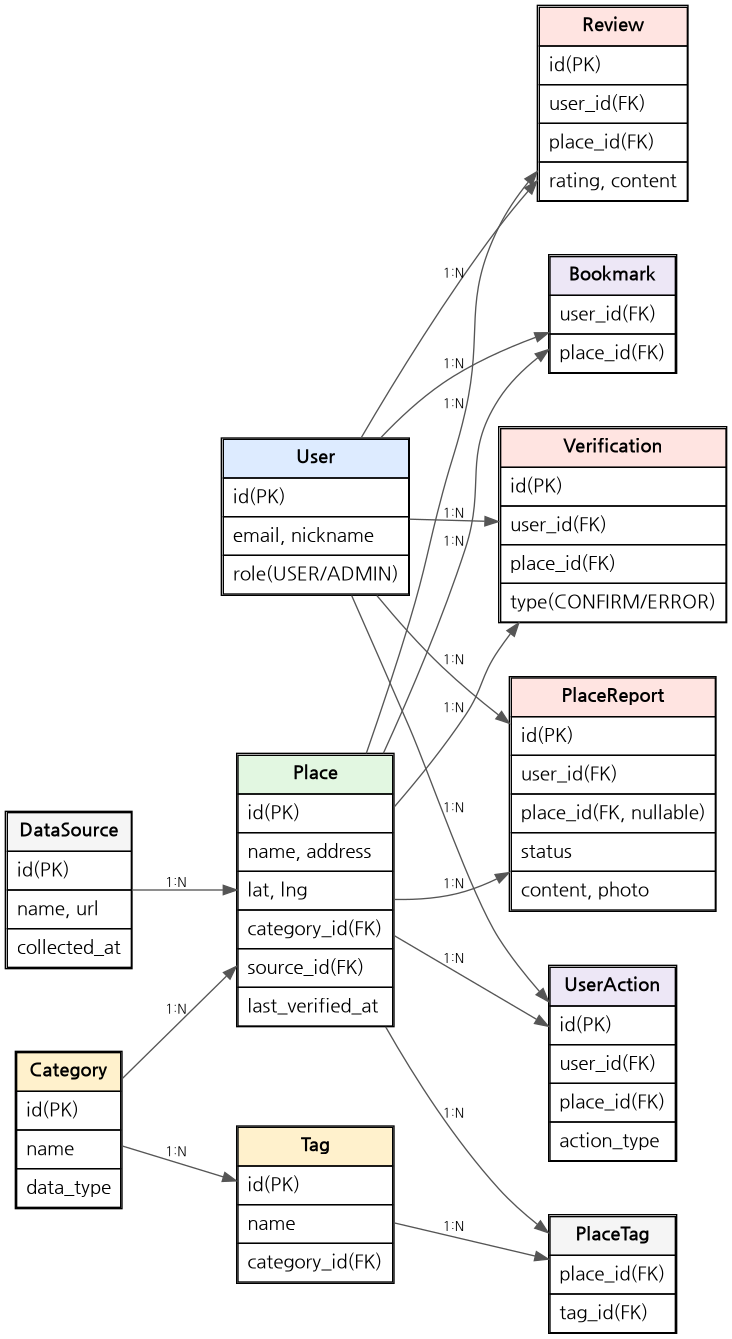 Review
id(PK)
user_id(FK)
place_id(FK)
rating, content
1:N
Bookmark
user_id(FK)
place_id(FK)
1:N
1:N
User
id(PK)
email, nickname
role(USER/ADMIN)
Verification
id(PK)
user_id(FK)
place_id(FK)
type(CONFIRM/ERROR)
1:N
1:N
1:N
1:N
PlaceReport
id(PK)
user_id(FK)
place_id(FK, nullable)
status
content, photo
Place
id(PK)
name, address
lat, lng
category_id(FK)
source_id(FK)
last_verified_at
1:N
DataSource
id(PK)
name, url
collected_at
1:N
1:N
1:N
UserAction
id(PK)
user_id(FK)
place_id(FK)
action_type
1:N
Category
id(PK)
name
data_type
1:N
1:N
Tag
id(PK)
name
category_id(FK)
1:N
PlaceTag
place_id(FK)
tag_id(FK)